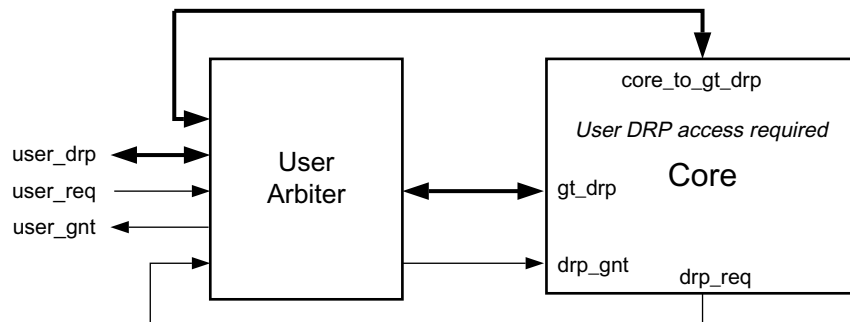 core_to_gt_drp
User DRP access required
user_drp
User
Arbiter
Core
user_req
gt_drp
user_gnt
drp_gnt
drp_req